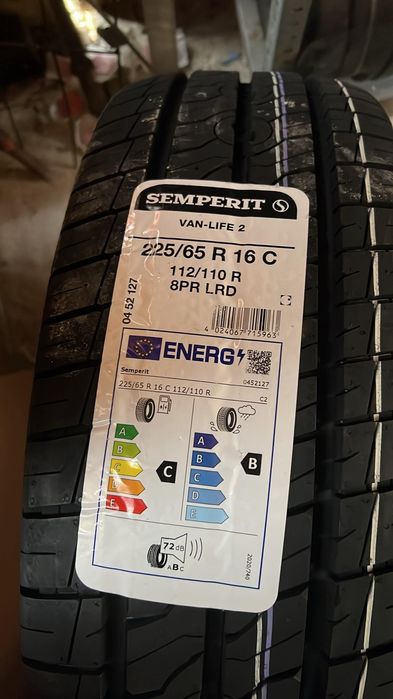 SEMPERIT S
VAN-LIFE 2
225/65 R 16 C
112/110 R
8PR LRD
04 52 127
4 024067 715963
ENERG
Semperit
0452127
225/65 R 16 C 112/110 R
C2
A
B
C
D
E
C
A
B
C
D
E
B
72 dB
ABC
2020/740